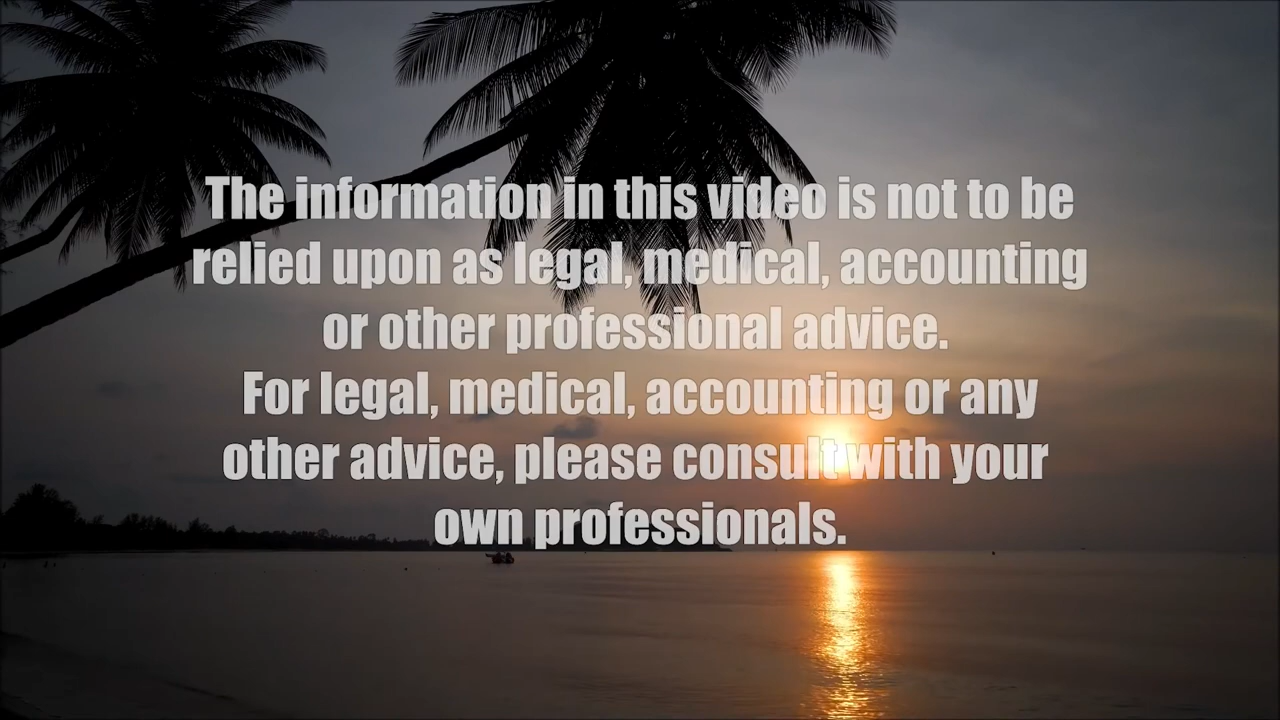 The information in this video is not to be
relied upon as legal, medical, accounting
or other professional advice.
For legal, medical, accounting or any
other advice, please consult with your
own professionals.